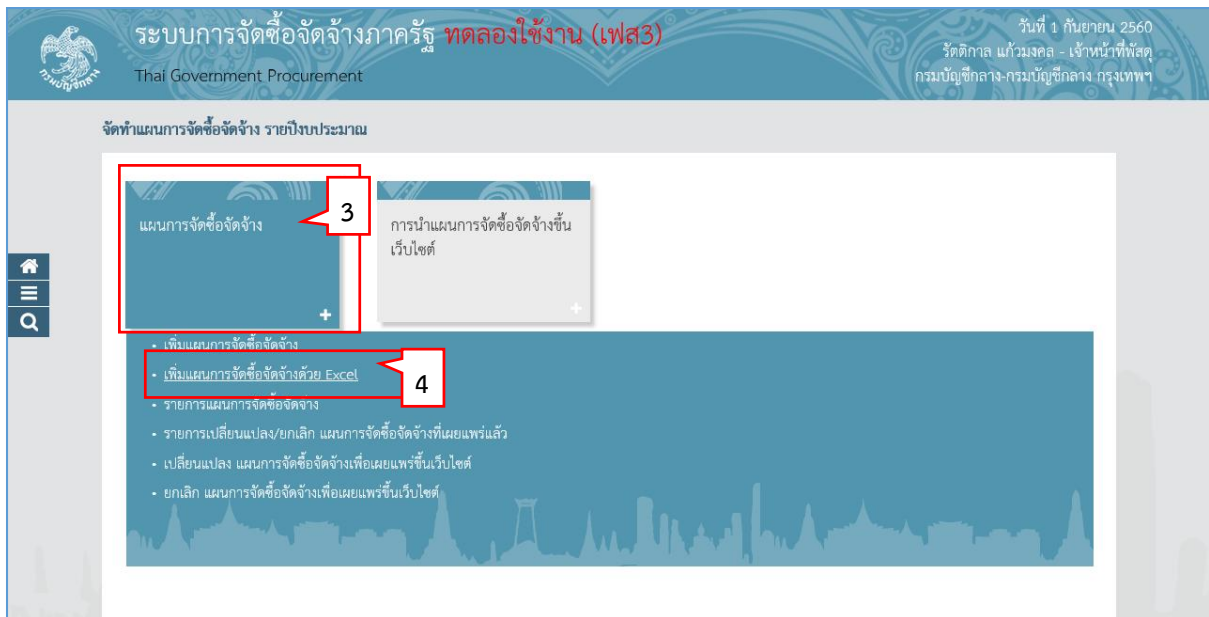 ระบบการจัดซื้อจัดจ้างภาครัฐ ทดลองใช้งาน (เฟส3)
Thai Government Procurement
วันที่ 1 กันยายน 2560
รัตติกาล แก้วมงคล - เจ้าหน้าที่พัสดุ
กรมบัญชีกลาง-กรมบัญชีกลาง กรุงเทพฯ
กรมบัญชีกลาง
จัดทำแผนการจัดซื้อจัดจ้าง รายปีงบประมาณ
แผนการจัดซื้อจัดจ้าง
3
+
การนำแผนการจัดซื้อจัดจ้างขึ้น
เว็บไซต์
+
• เพิ่มแผนการจัดซื้อจัดจ้าง
• เพิ่มแผนการจัดซื้อจัดจ้างด้วย Excel
4
• รายการแผนการจัดซื้อจัดจ้าง
• รายการเปลี่ยนแปลง/ยกเลิก แผนการจัดซื้อจัดจ้างที่เผยแพร่แล้ว
• เปลี่ยนแปลง แผนการจัดซื้อจัดจ้างเพื่อเผยแพร่ขึ้นเว็บไซต์
• ยกเลิก แผนการจัดซื้อจัดจ้างเพื่อเผยแพร่ขึ้นเว็บไซต์